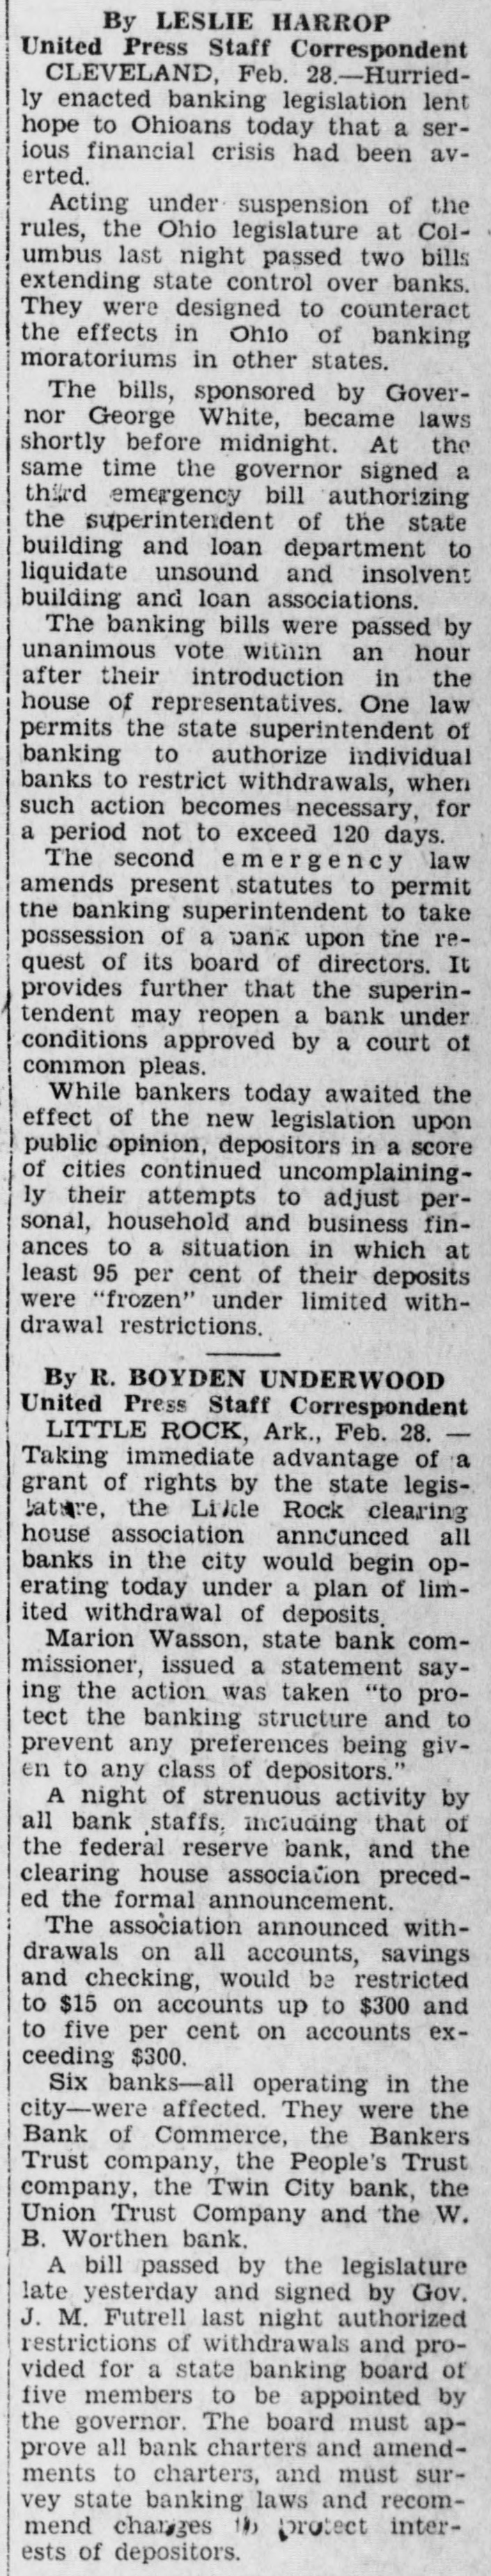 By LESLIE HARROP
United Press Staff Correspondent
CLEVELAND, Feb. 28.—Hurried-
ly enacted banking legislation lent
hope to Ohioans today that a ser-
ious financial crisis had been av-
erted.
Acting under suspension of the
rules, the Ohio legislature at Col-
umbus last night passed two bills
extending state control over banks.
They were designed to counteract
the effects in Ohio of banking
moratoriums in other states.
The bills, sponsored by Gover-
nor George White, became laws
shortly before midnight. At the
same time the governor signed a
third emergency bill authorizing
the superintendent of the state
building and loan department to
liquidate unsound and insolvent
building and loan associations.
The banking bills were passed by
unanimous vote within an hour
after their introduction in the
house of representatives. One law
permits the state superintendent of
banking to authorize individual
banks to restrict withdrawals, when
such action becomes necessary, for
a period not to exceed 120 days.
The second emergency law
amends present statutes to permit
the banking superintendent to take
possession of a bank upon the re-
quest of its board of directors. It
provides further that the superin-
tendent may reopen a bank under
conditions approved by a court of
common pleas.
While bankers today awaited the
effect of the new legislation upon
public opinion, depositors in a score
of cities continued uncomplaining-
ly their attempts to adjust per-
sonal, household and business fin-
ances to a situation in which at
least 95 per cent of their deposits
were "frozen" under limited with-
drawal restrictions.
By R. BOYDEN UNDERWOOD
United Press Staff Correspondent
LITTLE ROCK, Ark., Feb. 28. —
Taking immediate advantage of a
grant of rights by the state legis-
lature, the Little Rock clearing
house association announced all
banks in the city would begin op-
erating today under a plan of lim-
ited withdrawal of deposits.
Marion Wasson, state bank com-
missioner, issued a statement say-
ing the action was taken "to pro-
tect the banking structure and to
prevent any preferences being giv-
en to any class of depositors."
A night of strenuous activity by
all bank staffs, including that of
the federal reserve bank, and the
clearing house association preced-
ed the formal announcement.
The association announced with-
drawals on all accounts, savings
and checking, would be restricted
to $15 on accounts up to $300 and
to five per cent on accounts ex-
ceeding $300.
Six banks—all operating in the
city—were affected. They were the
Bank of Commerce, the Bankers
Trust company, the People's Trust
company, the Twin City bank, the
Union Trust Company and the W.
B. Worthen bank.
A bill passed by the legislature
late yesterday and signed by Gov.
J. M. Futrell last night authorized
restrictions of withdrawals and pro-
vided for a state banking board of
five members to be appointed by
the governor. The board must ap-
prove all bank charters and amend-
ments to charters, and must sur-
vey state banking laws and recom-
mend changes to protect inter-
ests of depositors.